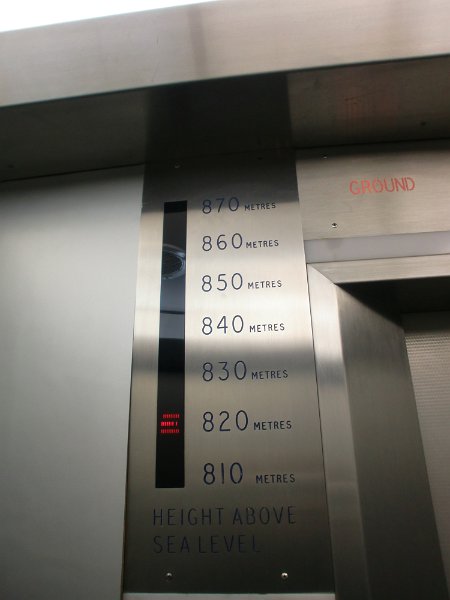 870 METRES
GROUND
860 METRES
850 METRES
840 METRES
830 METRES
820 METRES
810 METRES
HEIGHT ABOVE
SEA LEVEL